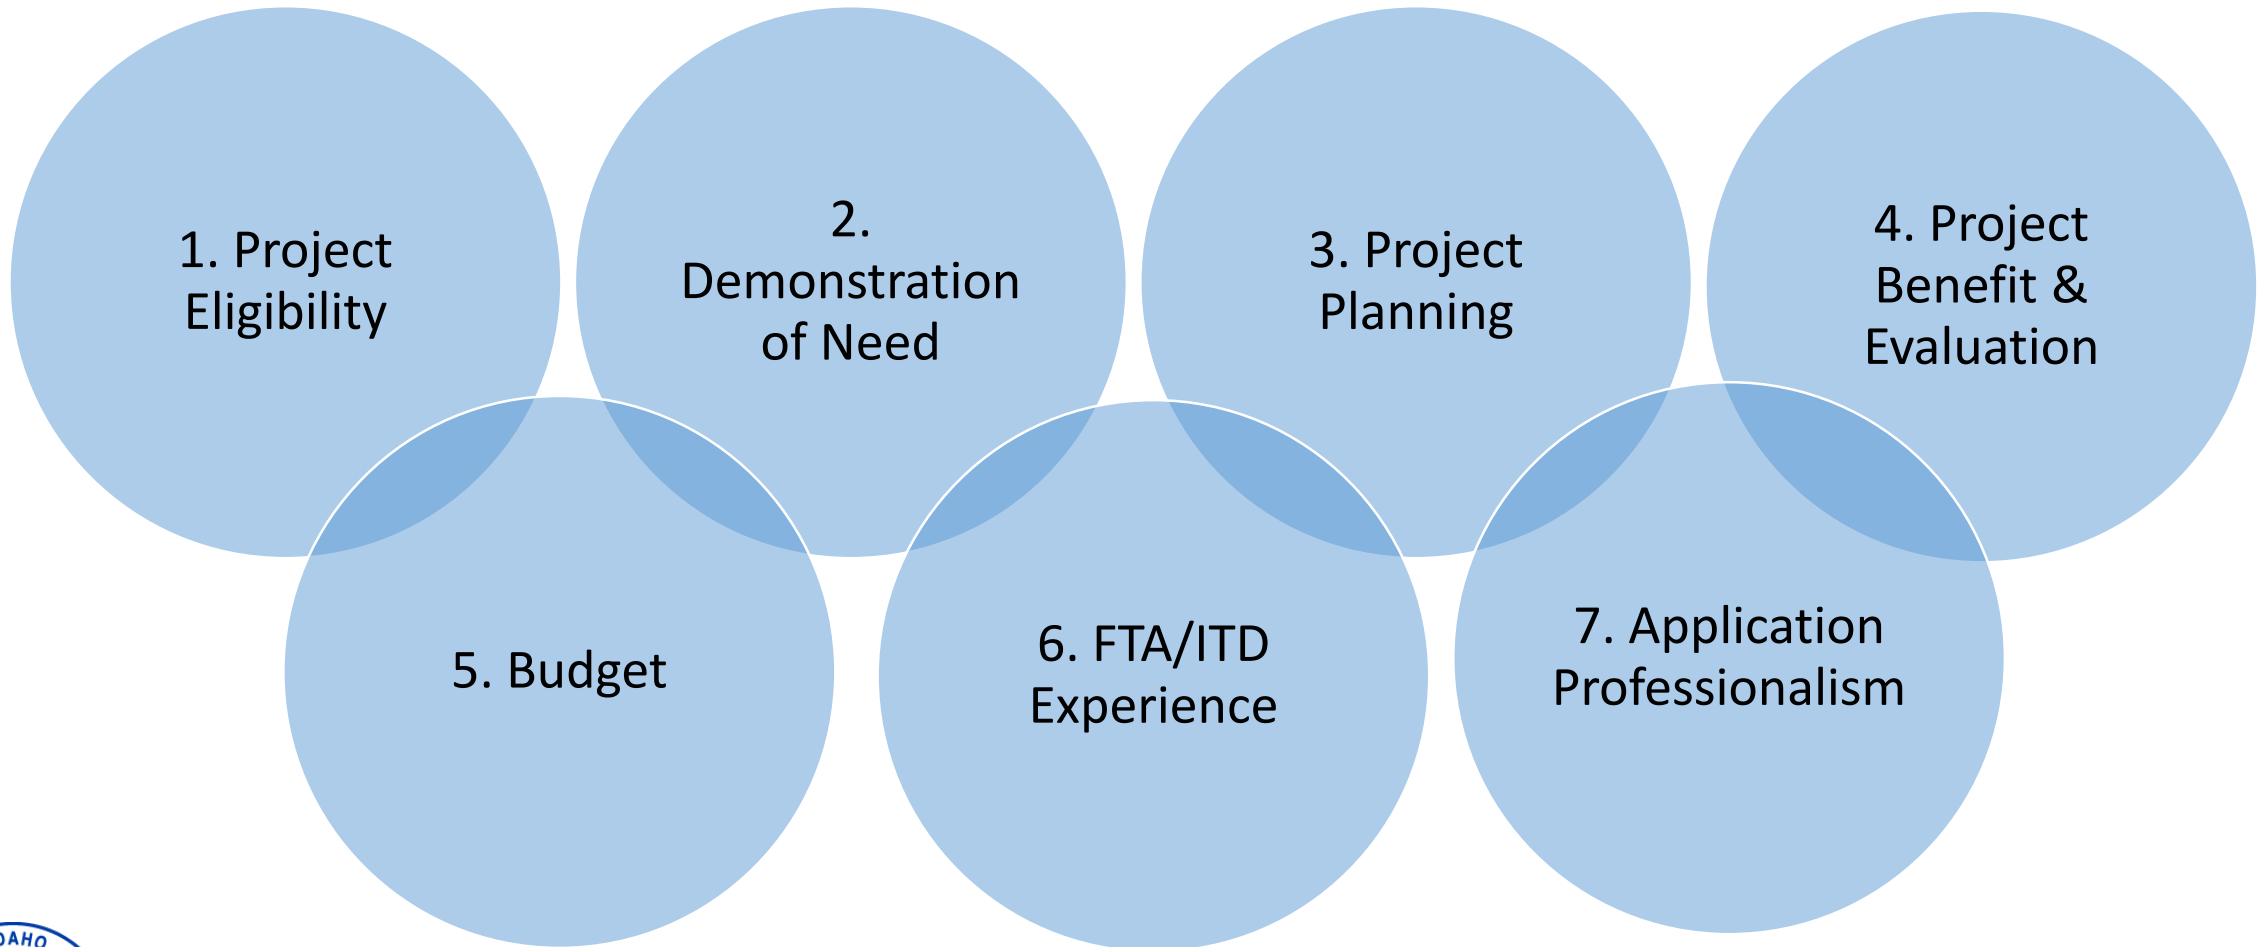 1. Project
Eligibility
2.
Demonstration
of Need
3. Project
Planning
4. Project
Benefit &
Evaluation
5. Budget
6. FTA/ITD
Experience
7. Application
Professionalism